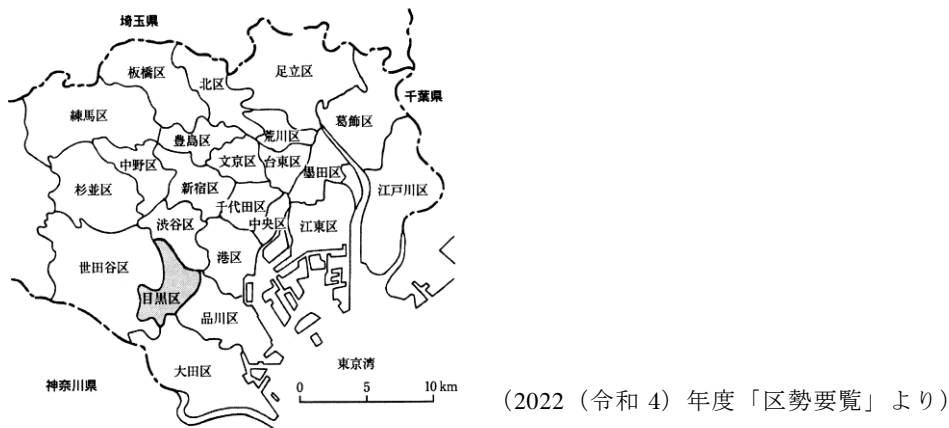 埼玉県
板橋区
北区
足立区
千葉県
練馬区
葛飾区
荒川区
豊島区
文京区
台東区
中野区
墨田区
杉並区
新宿区
江戸川区
千代田区
中央区
江東区
渋谷区
港区
世田谷区
目黒区
品川区
大田区
東京湾
神奈川県
0 5 10 km
（2022（令和 4）年度「区勢要覧」より）